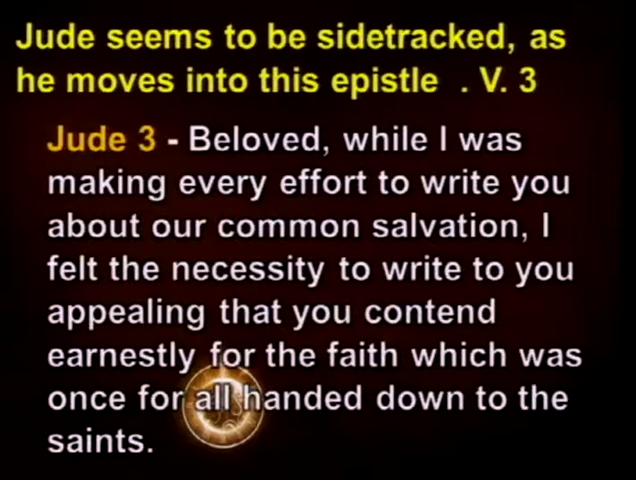 Jude seems to be sidetracked, as
he moves into this epistle . V. 3
Jude 3 - Beloved, while I was
making every effort to write you
about our common salvation, I
felt the necessity to write to you
appealing that you contend
earnestly for the faith which was
once for all handed down to the
saints.